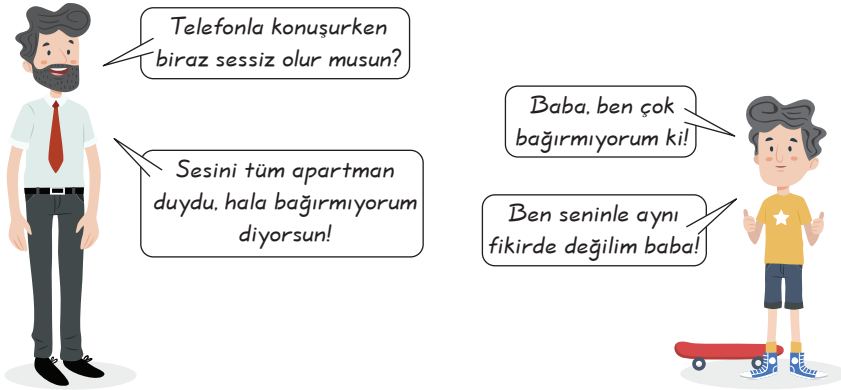 Telefonla konuşurken
biraz sessiz olur musun?
Baba, ben çok
bağırmıyorum ki!
Sesini tüm apartman
duydu, hala bağırmıyorum
diyorsun!
Ben seninle aynı
fikirde değilim baba!